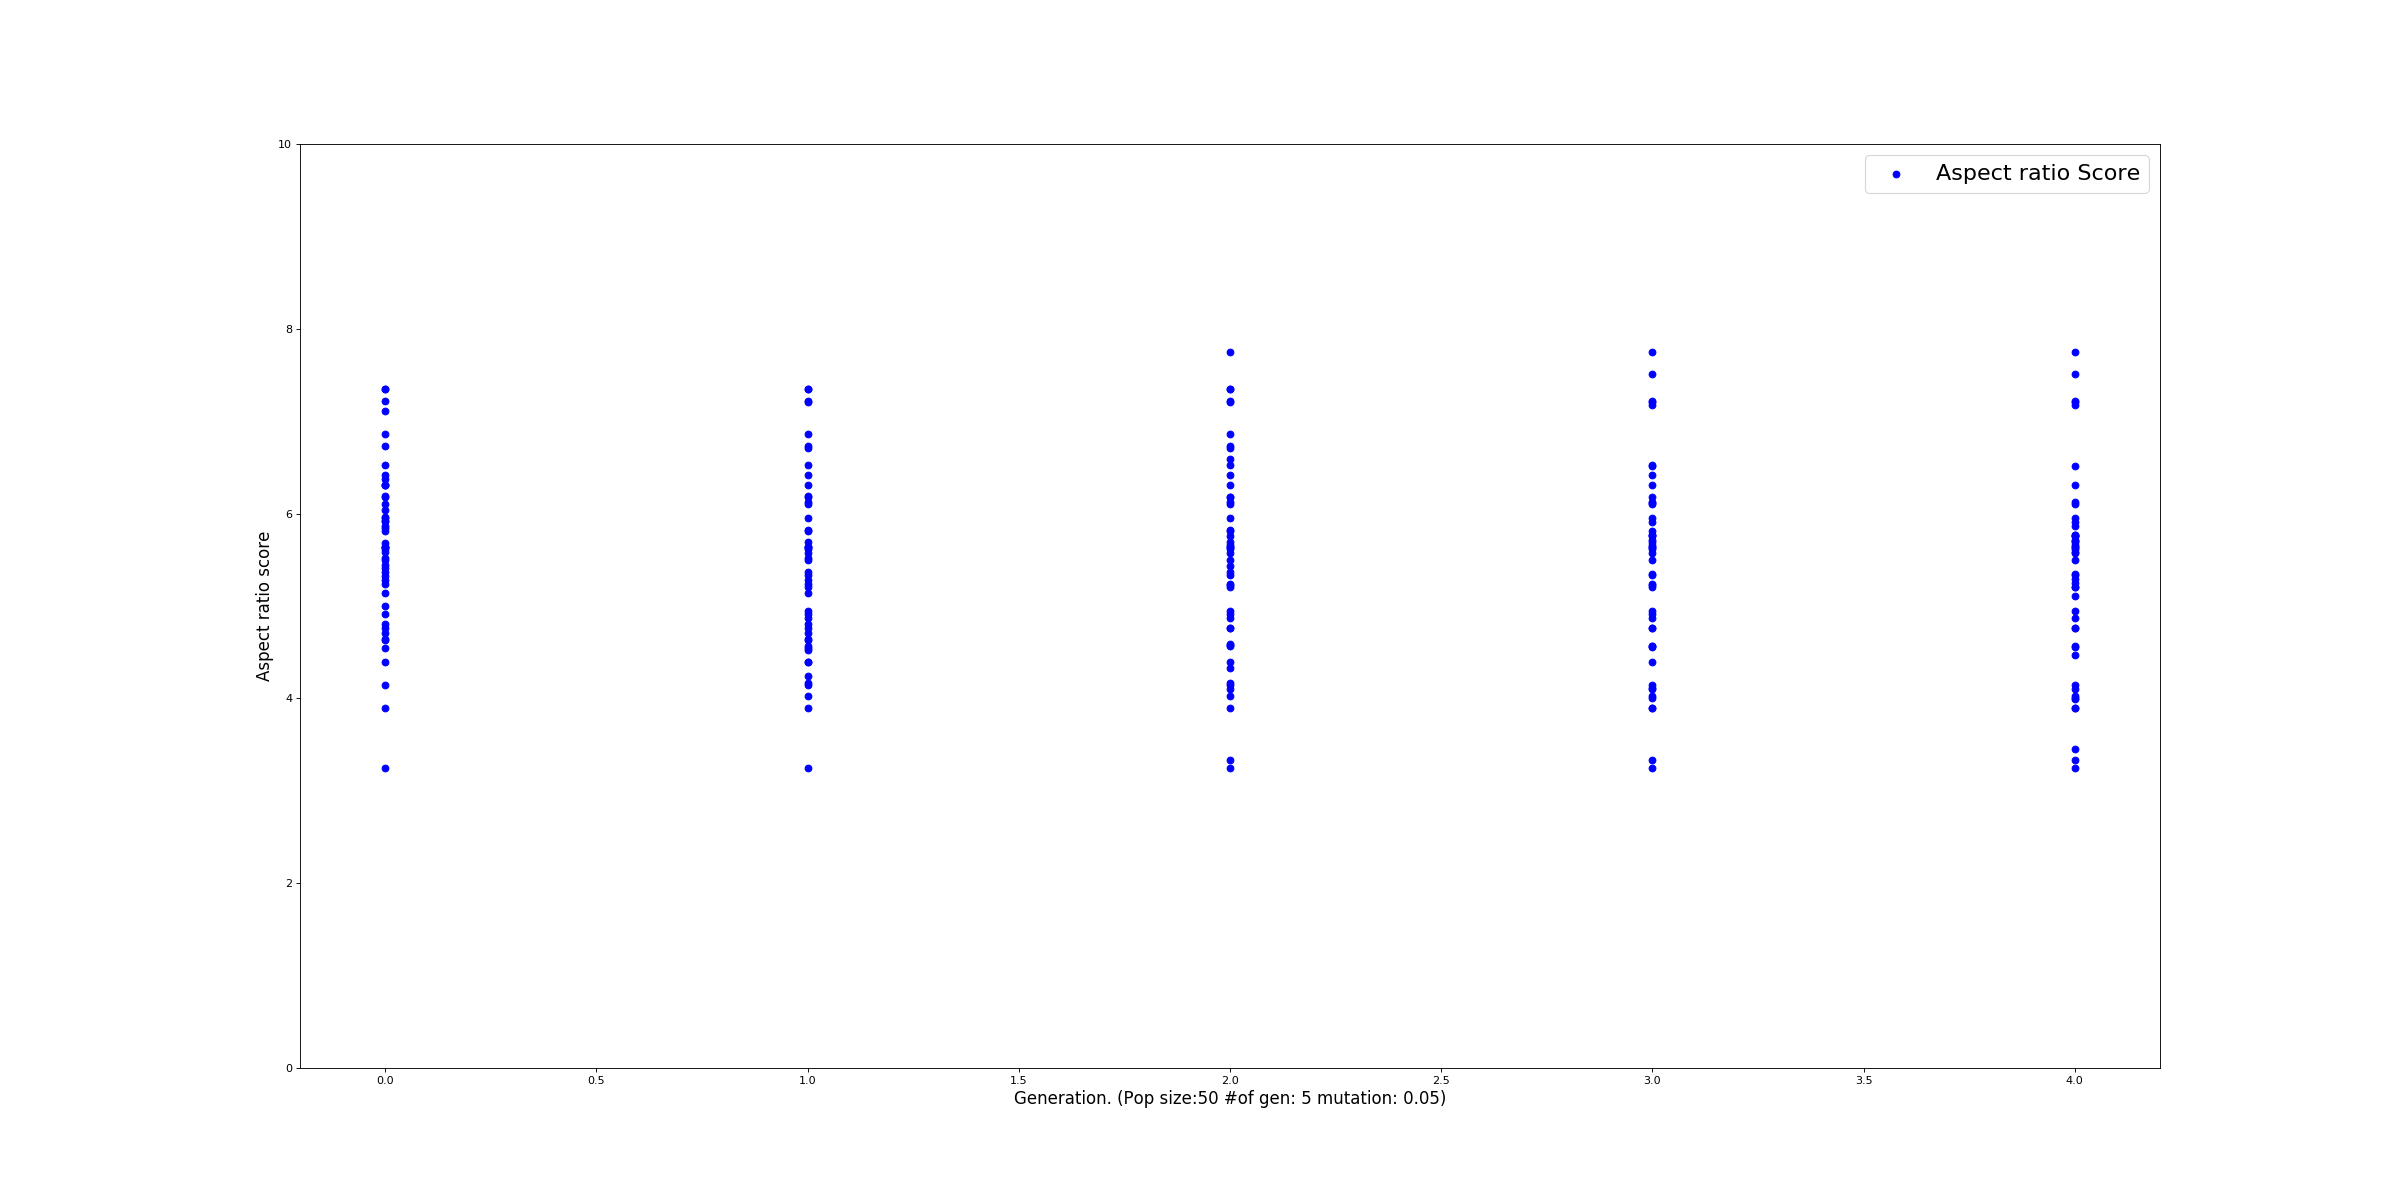 10
8
6
4
2
0
Aspect ratio score
Aspect ratio Score
0.0 0.5 1.0 1.5 2.0 2.5 3.0 3.5 4.0
Generation. (Pop size:50 #of gen: 5 mutation: 0.05)